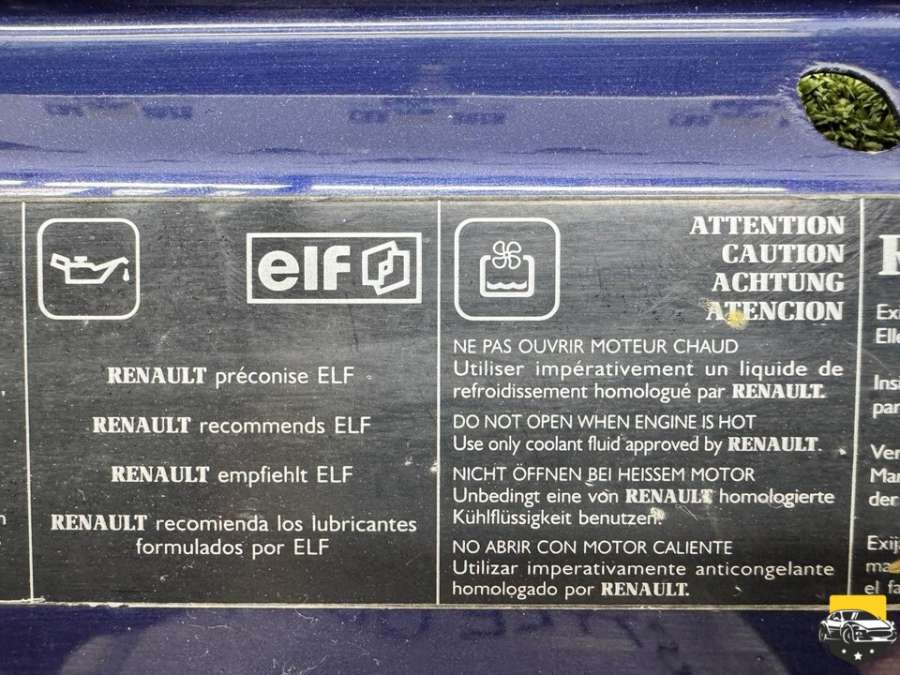 elf
RENAULT préconise ELF
RENAULT recommends ELF
RENAULT empfiehlt ELF
RENAULT recomienda los lubricantes
formulados por ELF
ATTENTION
CAUTION
ACHTUNG
ATENCION
NE PAS OUVRIR MOTEUR CHAUD
Utiliser impérativement un liquide de
refroidissement homologué par RENAULT.
DO NOT OPEN WHEN ENGINE IS HOT
Use only coolant fluid approved by RENAULT.
NICHT ÖFFNEN BEI HEISSEM MOTOR
Unbedingt eine von RENAULT homologierte
Kühlflüssigkeit benutzen.
NO ABRIR CON MOTOR CALIENTE
Utilizar imperativamente anticongelante
homologado por RENAULT.
der
el